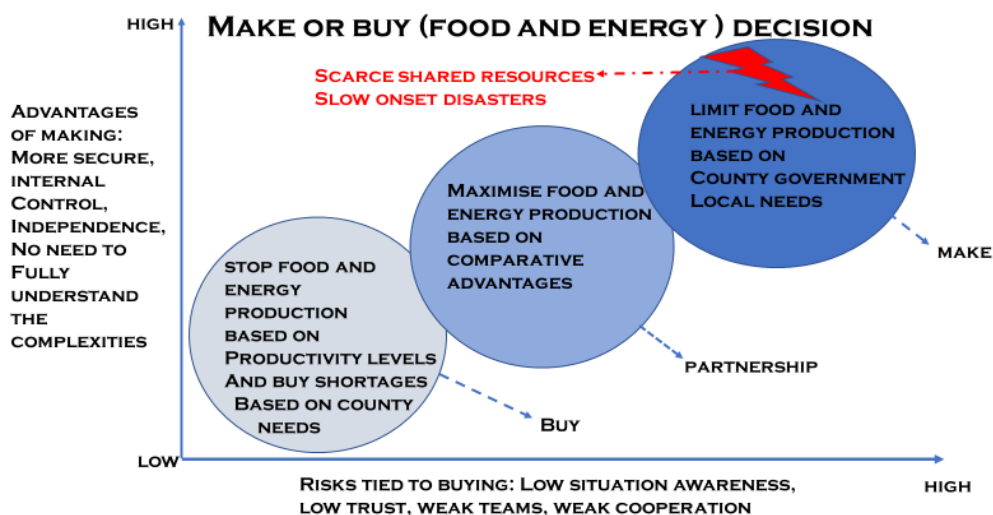 HIGH
MAKE OR BUY (FOOD AND ENERGY ) DECISION
SCARCE SHARED RESOURCES
SLOW ONSET DISASTERS
ADVANTAGES
OF MAKING:
MORE SECURE,
INTERNAL
CONTROL,
INDEPENDENCE,
NO NEED TO
FULLY
UNDERSTAND
THE
COMPLEXITIES
LIMIT FOOD AND
ENERGY PRODUCTION
BASED ON
COUNTY GOVERNMENT
LOCAL NEEDS
MAKE
MAXIMISE FOOD AND
ENERGY PRODUCTION
BASED ON
COMPARATIVE
ADVANTAGES
PARTNERSHIP
STOP FOOD AND
ENERGY
PRODUCTION
BASED ON
PRODUCTIVITY LEVELS
AND BUY SHORTAGES
BASED ON COUNTY
NEEDS
BUY
LOW
RISKS TIED TO BUYING: LOW SITUATION AWARENESS,
LOW TRUST, WEAK TEAMS, WEAK COOPERATION
HIGH